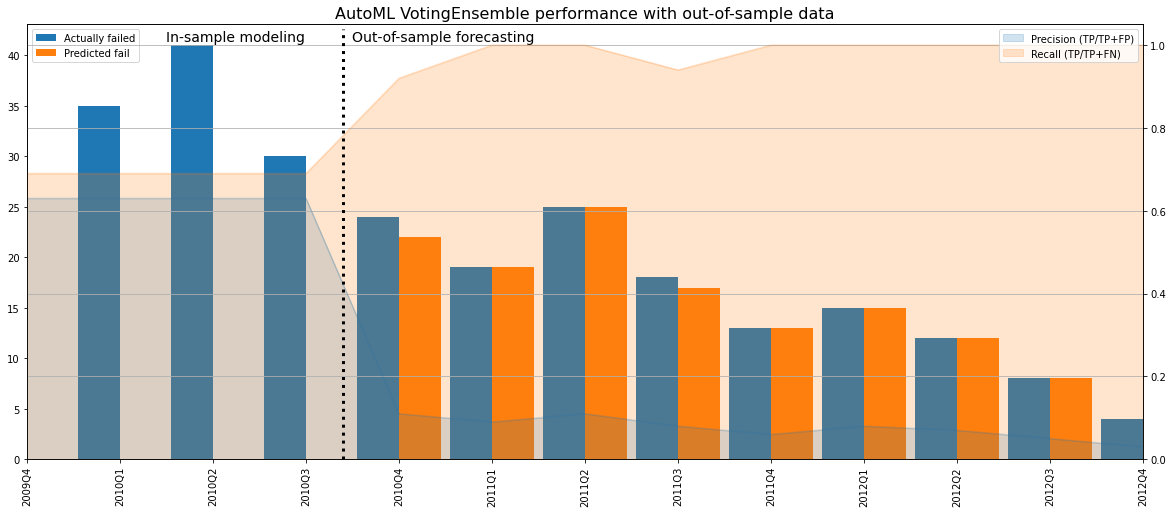 AutoML VotingEnsemble performance with out-of-sample data
Actually failed
Predicted fail
In-sample modeling
Out-of-sample forecasting
Precision (TP/TP+FP)
Recall (TP/TP+FN)
40
35
30
25
20
15
10
5
0
1.0
0.8
0.6
0.4
0.2
0.0
2009Q4
2010Q1
2010Q2
2010Q3
2010Q4
2011Q1
2011Q2
2011Q3
2011Q4
2012Q1
2012Q2
2012Q3
2012Q4